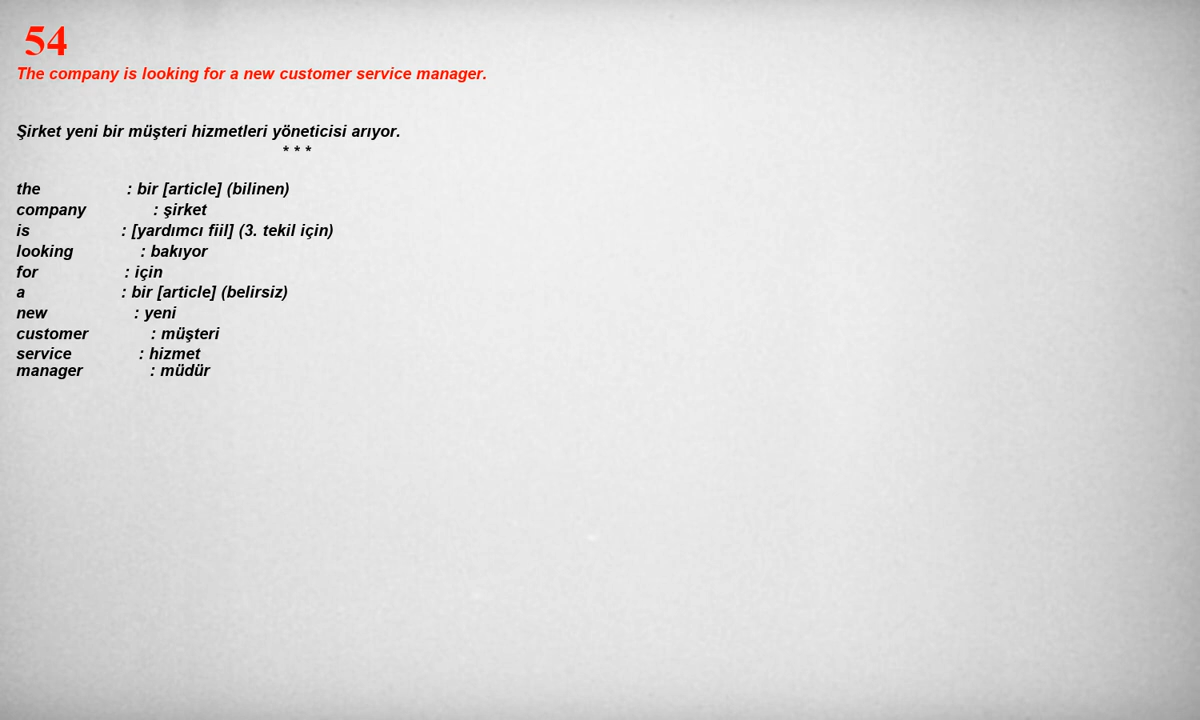 54
The company is looking for a new customer service manager.
Şirket yeni bir müşteri hizmetleri yöneticisi arıyor.
* * *
the : bir [article] (bilinen)
company : şirket
is : [yardımcı fiil] (3. tekil için)
looking : bakıyor
for : için
a : bir [article] (belirsiz)
new : yeni
customer : müşteri
service : hizmet
manager : müdür